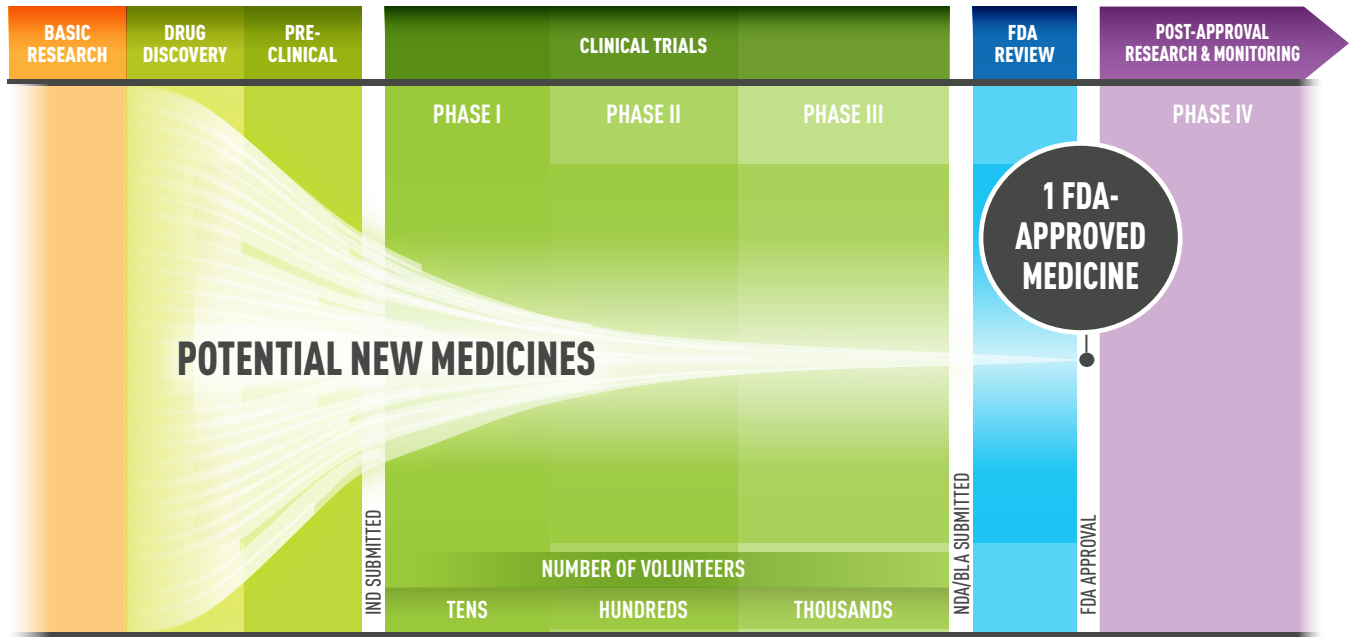 BASIC
RESEARCH
DRUG
DISCOVERY
PRE-
CLINICAL
CLINICAL TRIALS
FDA
REVIEW
POST-APPROVAL
RESEARCH & MONITORING
PHASE I
PHASE II
PHASE III
PHASE IV
1 FDA-
APPROVED
MEDICINE
POTENTIAL NEW MEDICINES
IND SUBMITTED
NDA/BLA SUBMITTED
FDA APPROVAL
NUMBER OF VOLUNTEERS
TENS
HUNDREDS
THOUSANDS